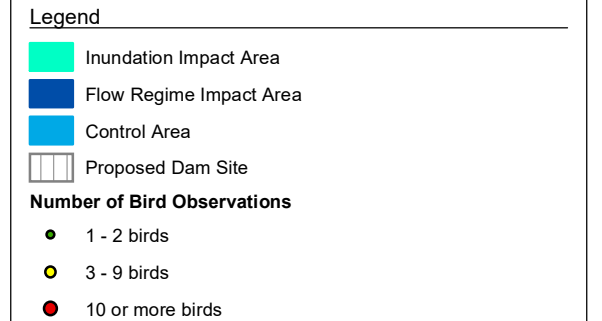 Legend
Inundation Impact Area
Flow Regime Impact Area
Control Area
Proposed Dam Site
Number of Bird Observations
1 - 2 birds
3 - 9 birds
10 or more birds